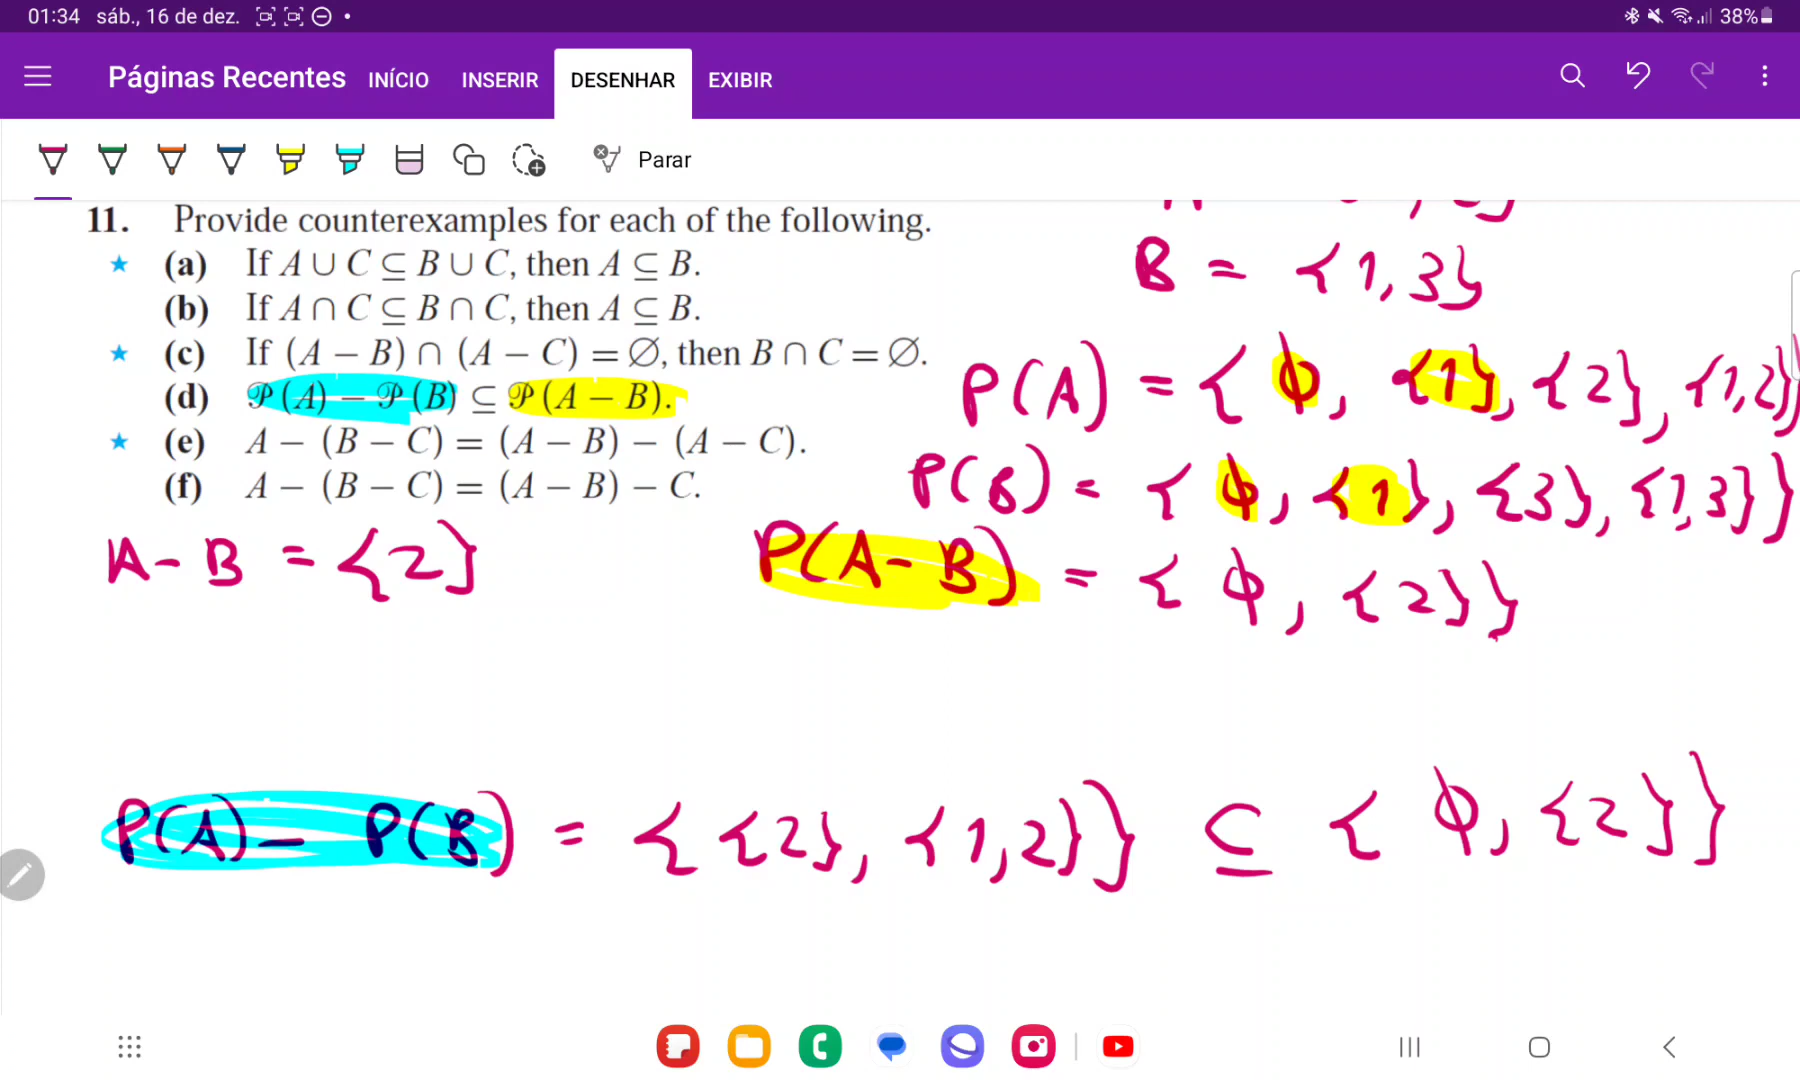 01:34 sáb., 16 de dez. 38%
Páginas Recentes INÍCIO INSERIR DESENHAR EXIBIR
Parar
11. Provide counterexamples for each of the following.
★ (a) If A ∪ C ⊆ B ∪ C, then A ⊆ B.
(b) If A ∩ C ⊆ B ∩ C, then A ⊆ B.
★ (c) If (A − B) ∩ (A − C) = ∅, then B ∩ C = ∅.
(d) 𝒫(A) − 𝒫(B) ⊆ 𝒫(A − B).
★ (e) A − (B − C) = (A − B) − (A − C).
(f) A − (B − C) = (A − B) − C.
B = {1,3}
P(A) = {ϕ, {1}, {2}, {1,2}}
P(B) = {ϕ, {1}, {3}, {1,3}}
A-B = {2}
P(A-B) = {ϕ, {2}}
P(A)- P(B) = {{2}, {1,2}} ⊆ {ϕ, {2}}